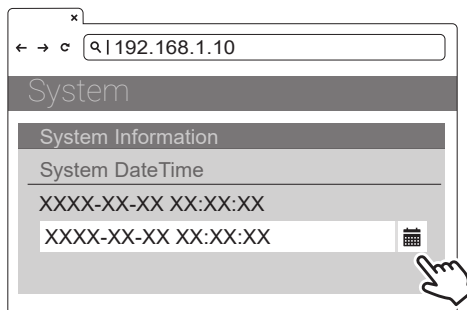 192.168.1.10
System
System Information
System DateTime
XXXX-XX-XX XX:XX:XX
XXXX-XX-XX XX:XX:XX